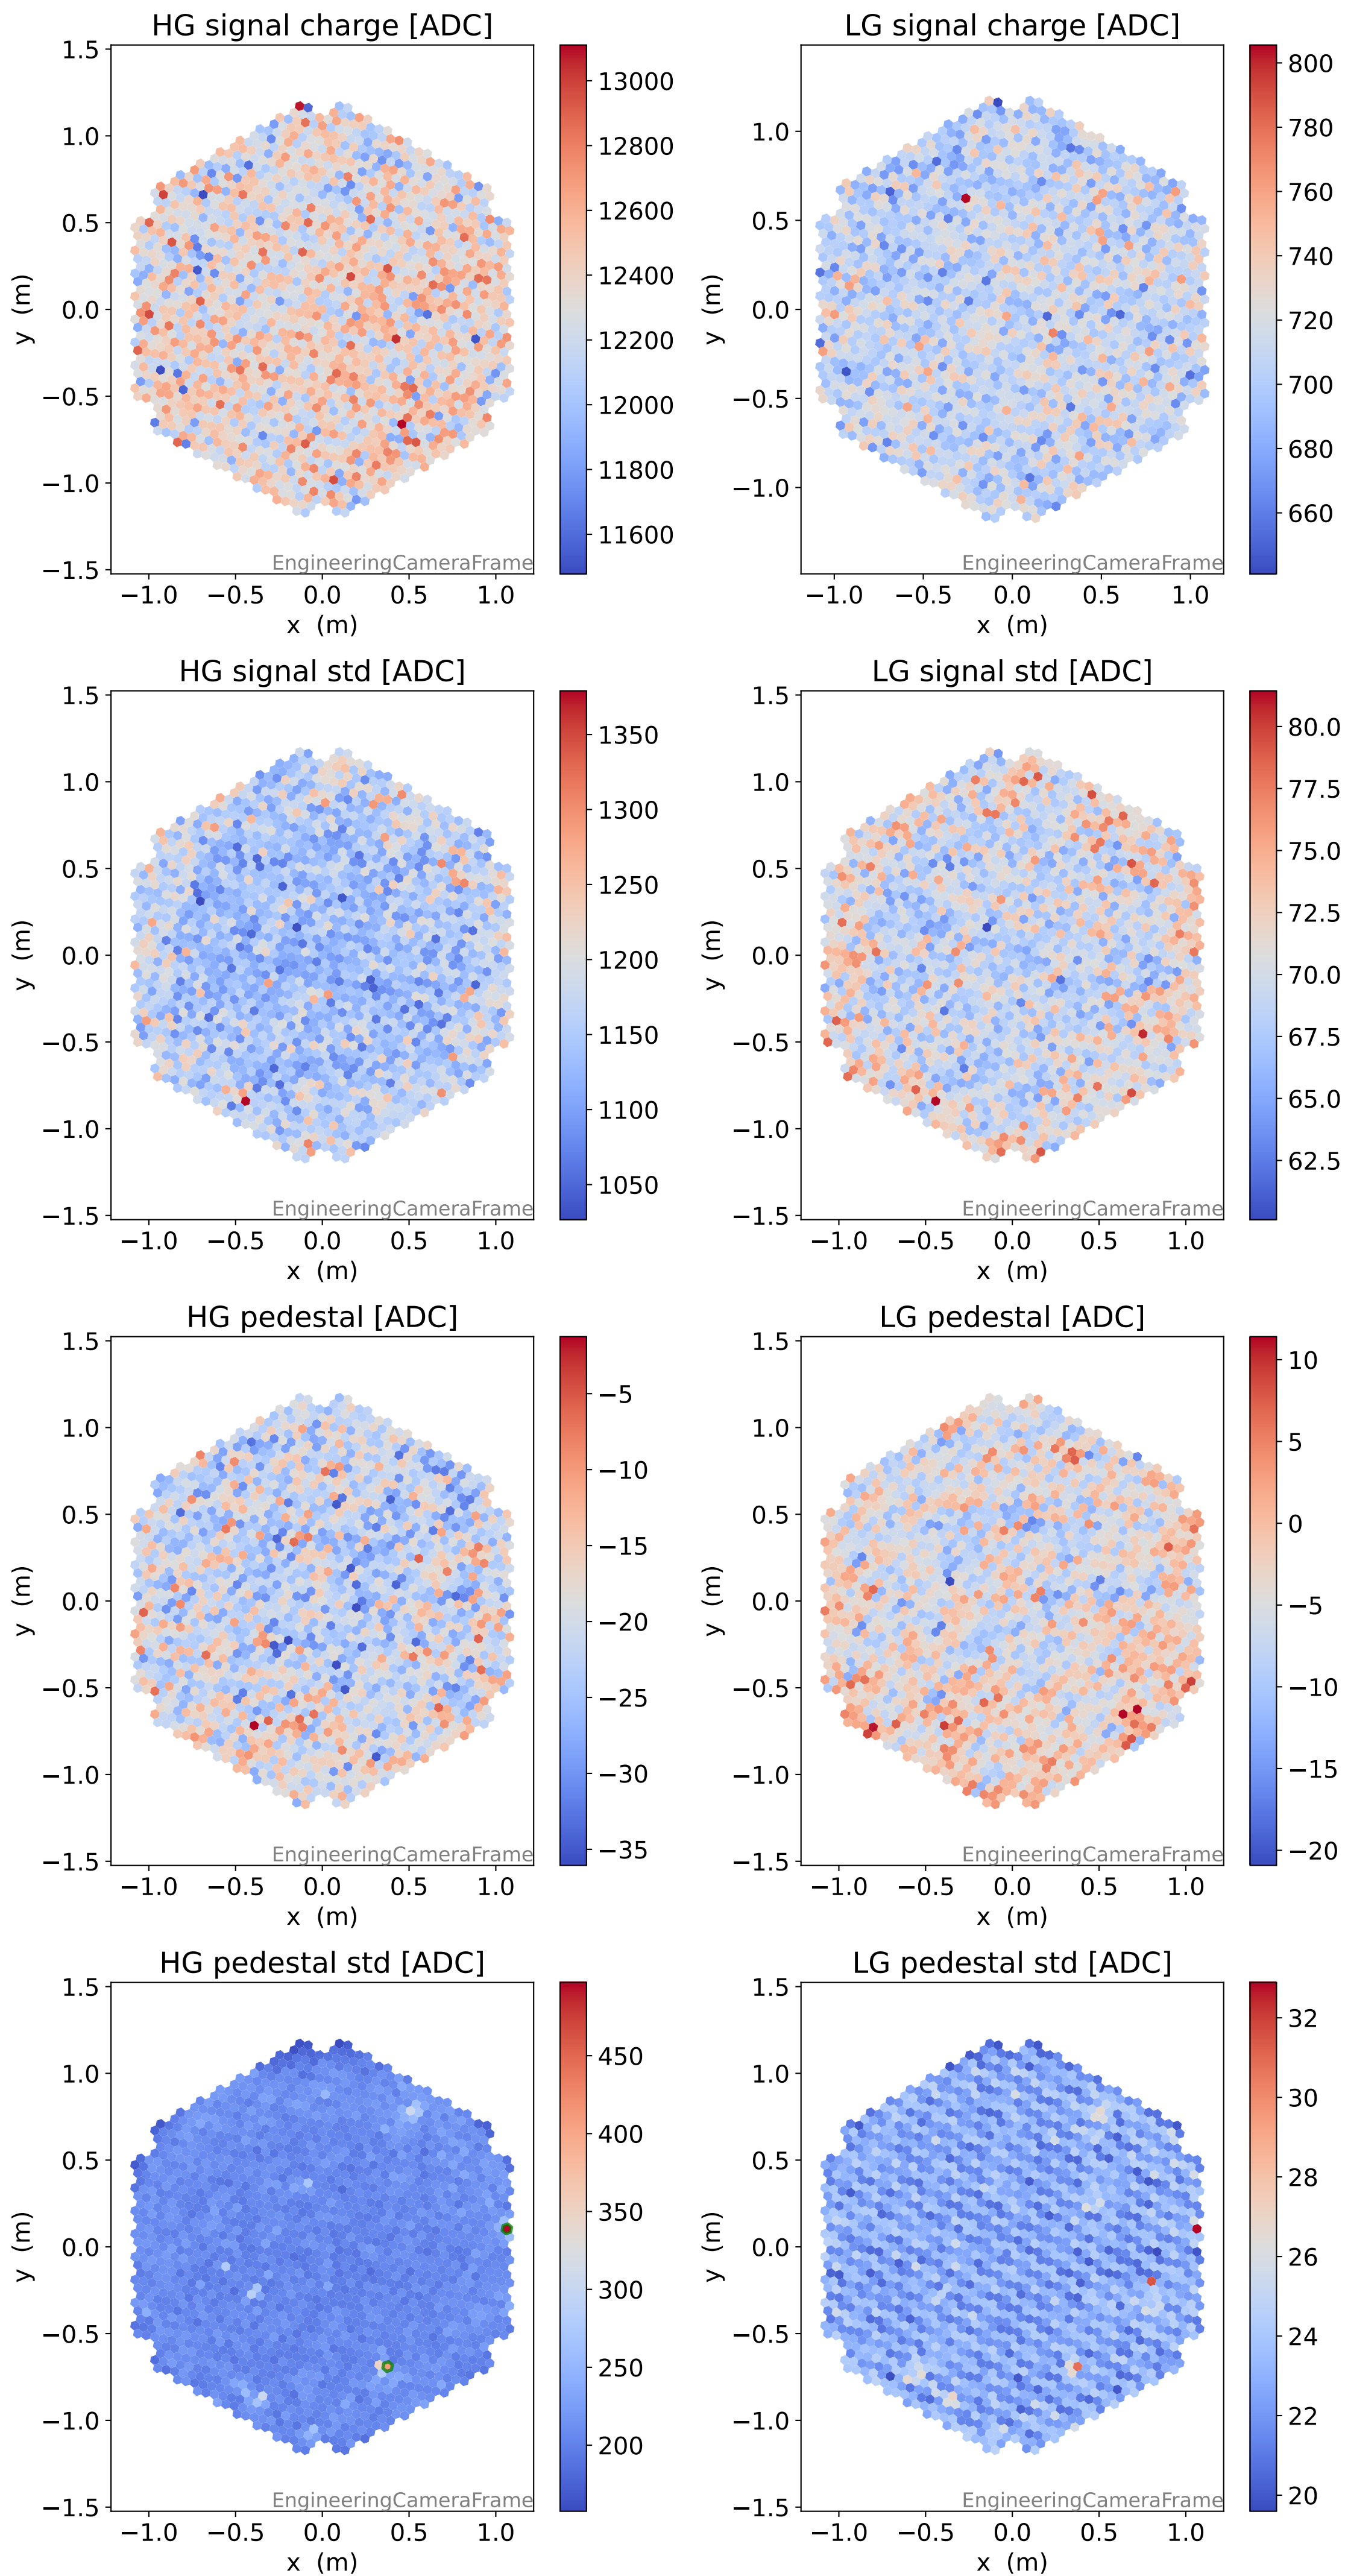 HG signal charge [ADC]
1.5
1.0
0.5
0.0
−0.5
−1.0
−1.5
y (m)
EngineeringCameraFrame
−1.0 −0.5 0.0 0.5 1.0
x (m)
13000
12800
12600
12400
12200
12000
11800
11600
LG signal charge [ADC]
1.0
0.5
0.0
−0.5
−1.0
y (m)
EngineeringCameraFrame
−1.0 −0.5 0.0 0.5 1.0
x (m)
800
780
760
740
720
700
680
660
HG signal std [ADC]
1.5
1.0
0.5
0.0
−0.5
−1.0
−1.5
y (m)
EngineeringCameraFrame
−1.0 −0.5 0.0 0.5 1.0
x (m)
1350
1300
1250
1200
1150
1100
1050
LG signal std [ADC]
1.5
1.0
0.5
0.0
−0.5
−1.0
−1.5
y (m)
EngineeringCameraFrame
−1.0 −0.5 0.0 0.5 1.0
x (m)
80.0
77.5
75.0
72.5
70.0
67.5
65.0
62.5
HG pedestal [ADC]
1.5
1.0
0.5
0.0
−0.5
−1.0
−1.5
y (m)
EngineeringCameraFrame
−1.0 −0.5 0.0 0.5 1.0
x (m)
−5
−10
−15
−20
−25
−30
−35
LG pedestal [ADC]
1.5
1.0
0.5
0.0
−0.5
−1.0
−1.5
y (m)
EngineeringCameraFrame
−1.0 −0.5 0.0 0.5 1.0
x (m)
10
5
0
−5
−10
−15
−20
HG pedestal std [ADC]
1.5
1.0
0.5
0.0
−0.5
−1.0
−1.5
y (m)
EngineeringCameraFrame
−1.0 −0.5 0.0 0.5 1.0
x (m)
450
400
350
300
250
200
LG pedestal std [ADC]
1.5
1.0
0.5
0.0
−0.5
−1.0
−1.5
y (m)
EngineeringCameraFrame
−1.0 −0.5 0.0 0.5 1.0
x (m)
32
30
28
26
24
22
20